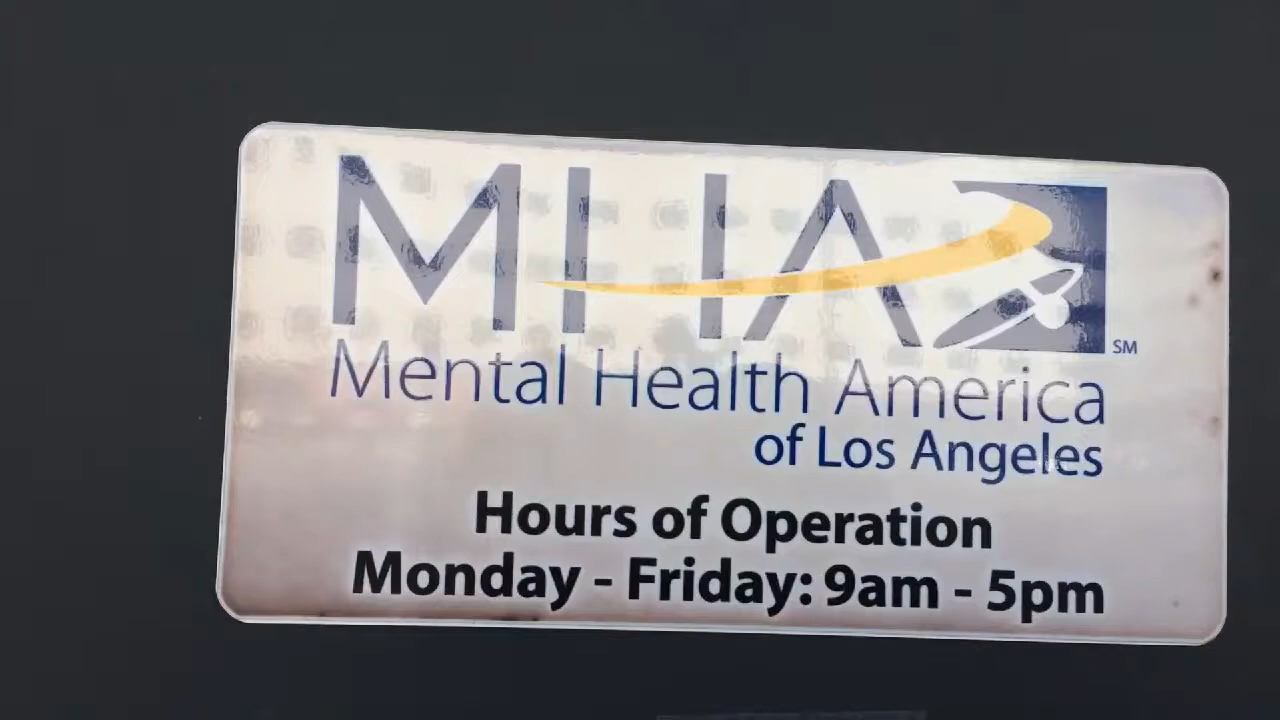 MHA
SM
Mental Health America
of Los Angeles
Hours of Operation
Monday - Friday: 9am - 5pm